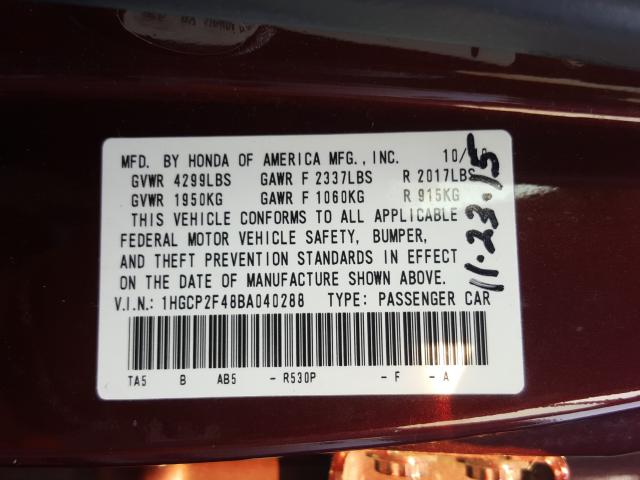 MFD. BY HONDA OF AMERICA MFG., INC. 10/
GVWR 4299LBS GAWR F 2337LBS R 2017LBS
GVWR 1950KG GAWR F 1060KG R 915KG
THIS VEHICLE CONFORMS TO ALL APPLICABLE
FEDERAL MOTOR VEHICLE SAFETY, BUMPER,
AND THEFT PREVENTION STANDARDS IN EFFECT
ON THE DATE OF MANUFACTURE SHOWN ABOVE.
V.I.N.: 1HGCP2F48BA040288 TYPE: PASSENGER CAR
TA5 B AB5 - R530P - F - A
11.23.15